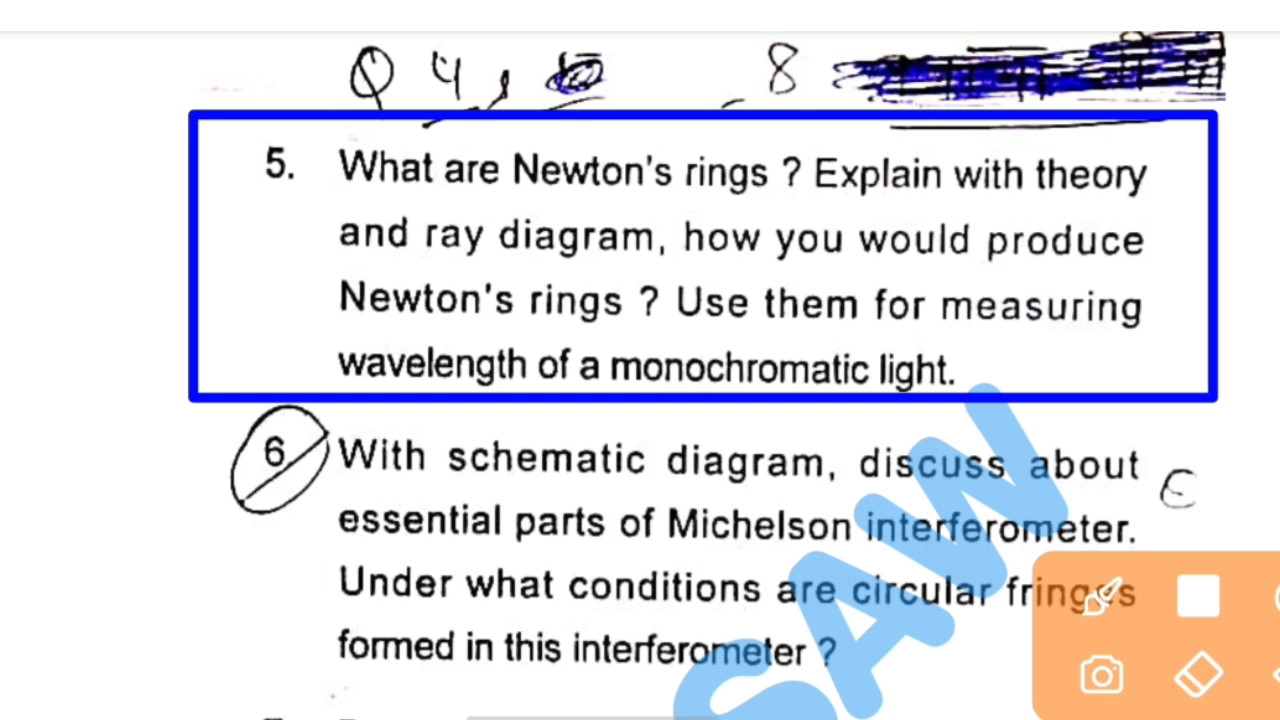 Q 4, 8
5. What are Newton's rings ? Explain with theory
and ray diagram, how you would produce
Newton's rings ? Use them for measuring
wavelength of a monochromatic light.
6 With schematic diagram, discuss about
essential parts of Michelson interferometer.
Under what conditions are circular fringes
formed in this interferometer ?
SAW